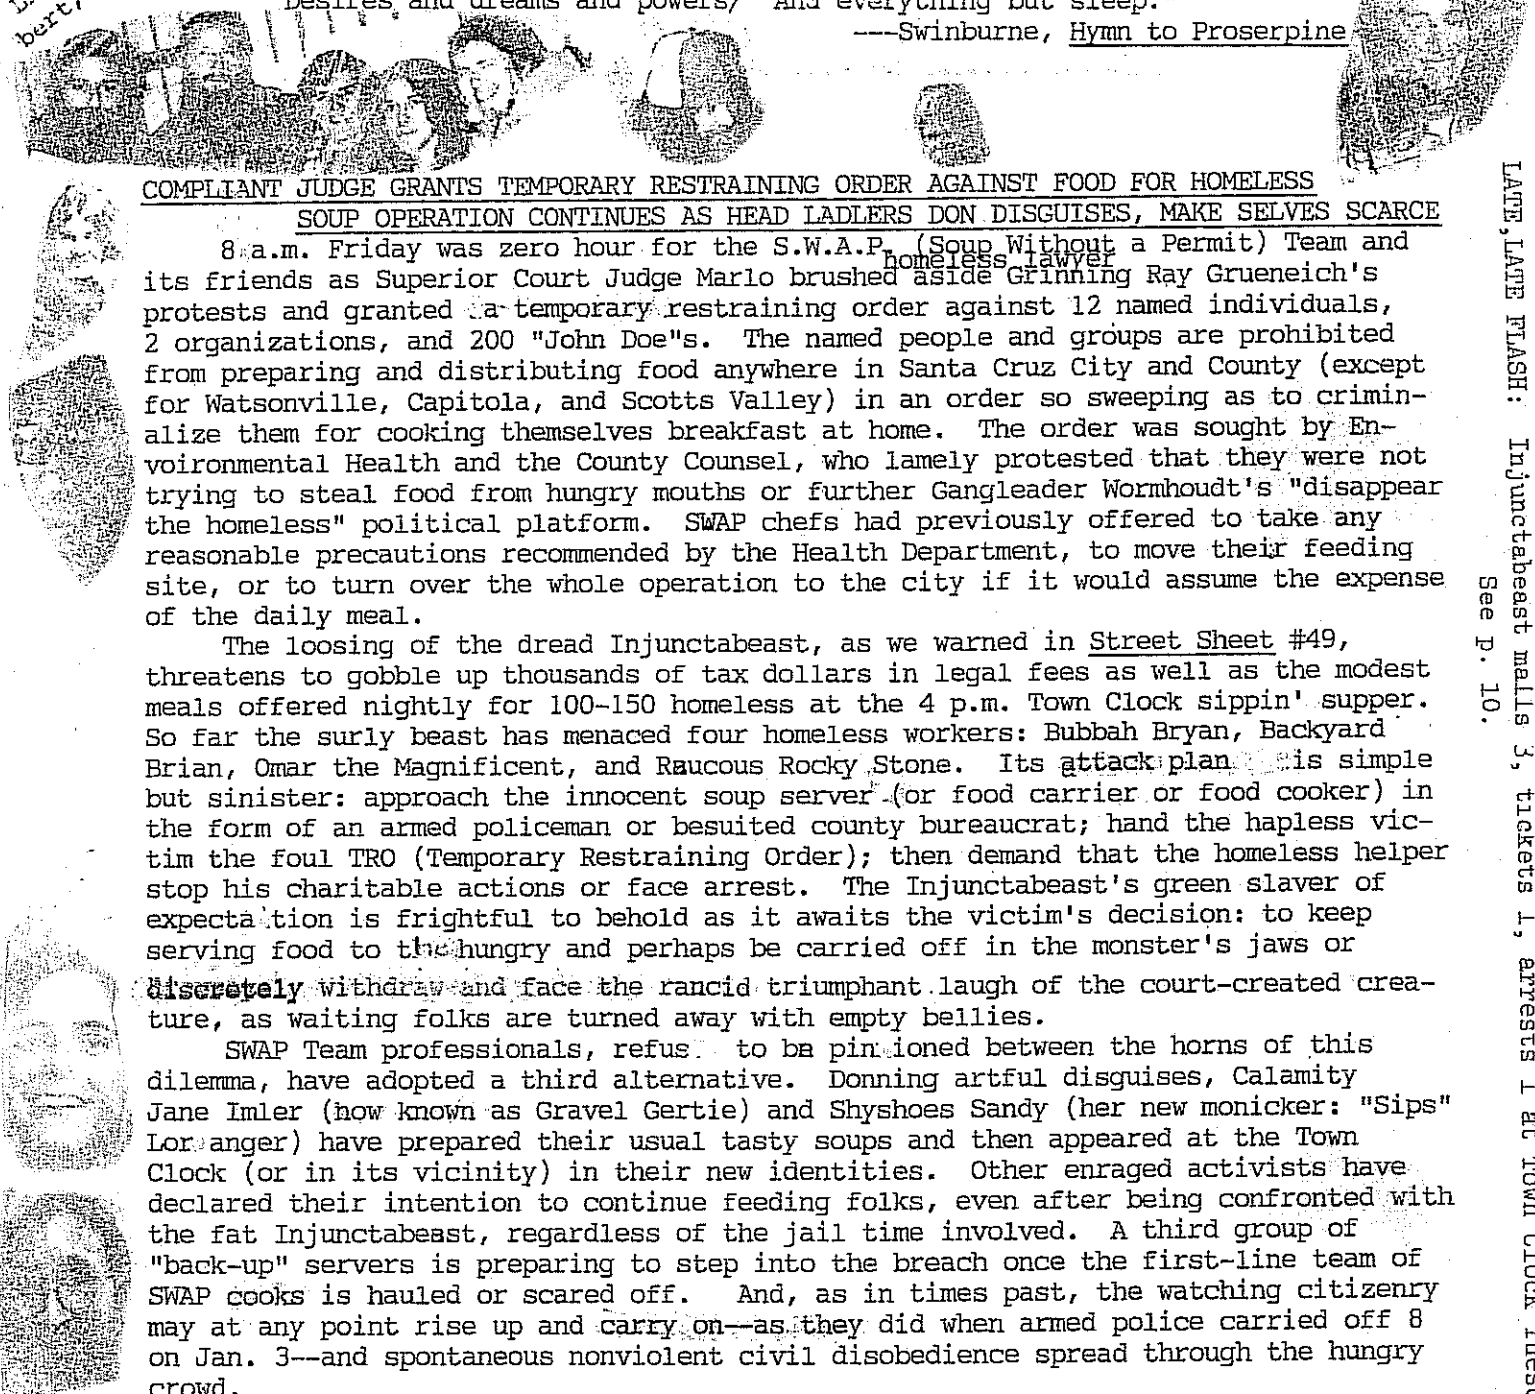 bert,
Desires and dreams and powers/ And everything but sleep.
---Swinburne, Hymn to Proserpine
COMPLIANT JUDGE GRANTS TEMPORARY RESTRAINING ORDER AGAINST FOOD FOR HOMELESS
SOUP OPERATION CONTINUES AS HEAD LADLERS DON DISGUISES, MAKE SELVES SCARCE
8 a.m. Friday was zero hour for the S.W.A.P. (Soup Without a Permit) Team and
homeless lawyer
its friends as Superior Court Judge Marlo brushed aside Grinning Ray Grueneich's
protests and granted a temporary restraining order against 12 named individuals,
2 organizations, and 200 "John Doe"s. The named people and groups are prohibited
from preparing and distributing food anywhere in Santa Cruz City and County (except
for Watsonville, Capitola, and Scotts Valley) in an order so sweeping as to crimin-
alize them for cooking themselves breakfast at home. The order was sought by En-
voironmental Health and the County Counsel, who lamely protested that they were not
trying to steal food from hungry mouths or further Gangleader Wormhoudt's "disappear
the homeless" political platform. SWAP chefs had previously offered to take any
reasonable precautions recommended by the Health Department, to move their feeding
site, or to turn over the whole operation to the city if it would assume the expense
of the daily meal.
The loosing of the dread Injunctabeast, as we warned in Street Sheet #49,
threatens to gobble up thousands of tax dollars in legal fees as well as the modest
meals offered nightly for 100-150 homeless at the 4 p.m. Town Clock sippin' supper.
So far the surly beast has menaced four homeless workers: Bubbah Bryan, Backyard
Brian, Omar the Magnificent, and Raucous Rocky Stone. Its attack plan is simple
but sinister: approach the innocent soup server (or food carrier or food cooker) in
the form of an armed policeman or besuited county bureaucrat; hand the hapless vic-
tim the foul TRO (Temporary Restraining Order); then demand that the homeless helper
stop his charitable actions or face arrest. The Injunctabeast's green slaver of
expectation is frightful to behold as it awaits the victim's decision: to keep
serving food to the hungry and perhaps be carried off in the monster's jaws or
discretely withdraw and face the rancid triumphant laugh of the court-created crea-
ture, as waiting folks are turned away with empty bellies.
SWAP Team professionals, refus. to be pinioned between the horns of this
dilemma, have adopted a third alternative. Donning artful disguises, Calamity
Jane Imler (now known as Gravel Gertie) and Shyshoes Sandy (her new monicker: "Sips"
Loranger) have prepared their usual tasty soups and then appeared at the Town
Clock (or in its vicinity) in their new identities. Other enraged activists have
declared their intention to continue feeding folks, even after being confronted with
the fat Injunctabeast, regardless of the jail time involved. A third group of
"back-up" servers is preparing to step into the breach once the first-line team of
SWAP cooks is hauled or scared off. And, as in times past, the watching citizenry
may at any point rise up and carry on—as they did when armed police carried off 8
on Jan. 3--and spontaneous nonviolent civil disobedience spread through the hungry
crowd.
LATE,LATE FLASH: Injunctabeast malls 3, tickets 1, arrests 1 at Town Clock Tuesd
See p. 10.